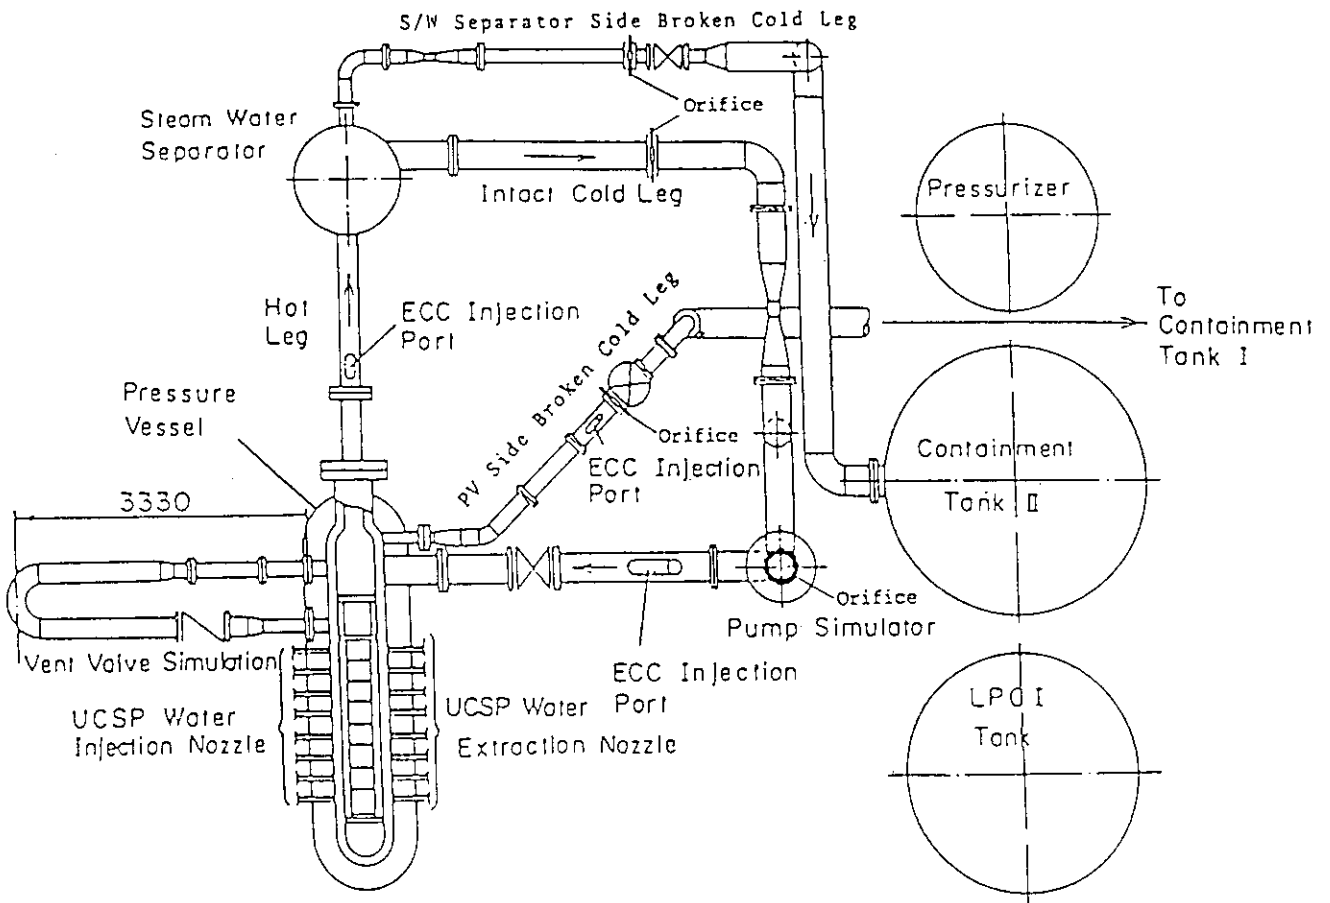 S/W Separator Side Broken Cold Leg
Orifice
Steam Water
Separator
Intact Cold Leg
Pressurizer
Hot
Leg
ECC Injection
Port
PV Side Broken Cold Leg
To
Containment
Tank I
Pressure
Vessel
Orifice
ECC Injection
Port
Containment
Tank II
3330
Orifice
Pump Simulator
Vent Valve Simulation
ECC Injection
Port
UCSP Water
Injection Nozzle
UCSP Water
Extraction Nozzle
LPCI
Tank